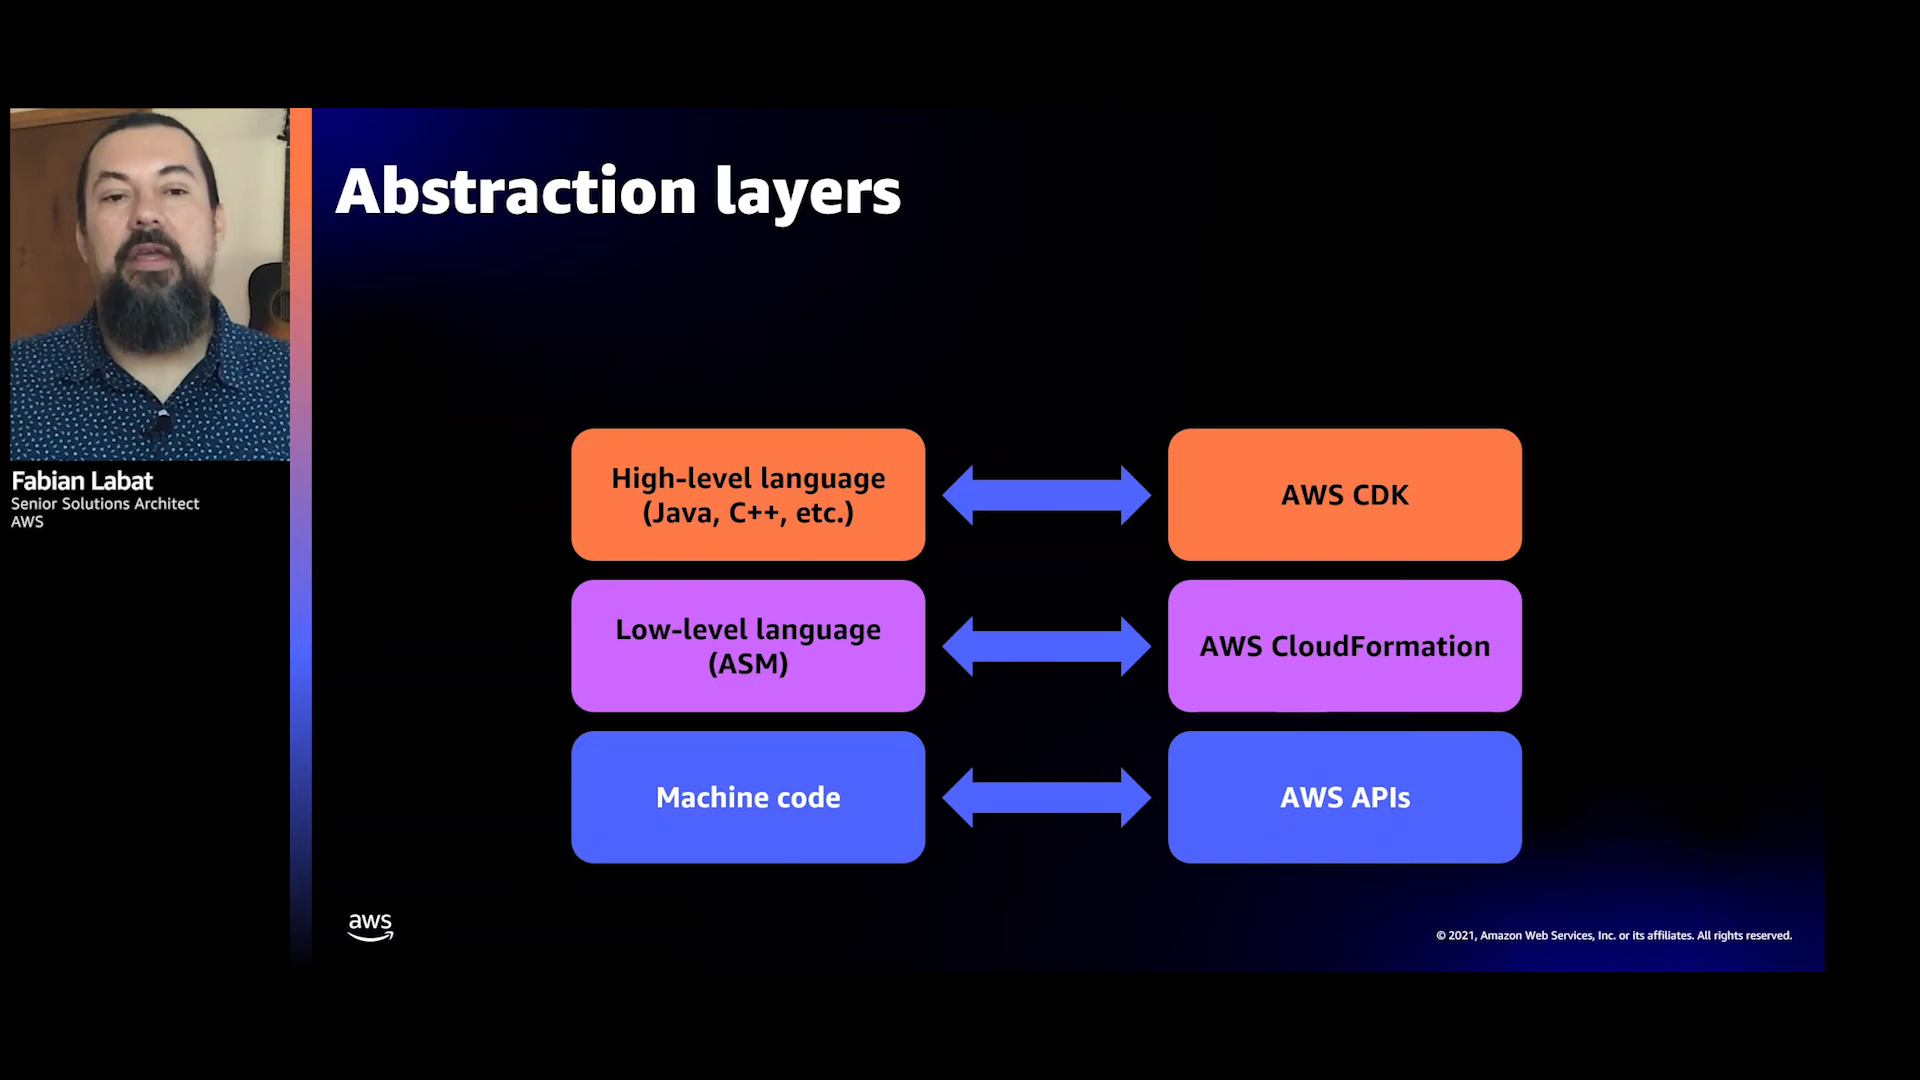 Abstraction layers
Fabian Labat
Senior Solutions Architect
AWS
High-level language
(Java, C++, etc.)
AWS CDK
Low-level language
(ASM)
AWS CloudFormation
Machine code
AWS APIs
aws
© 2021, Amazon Web Services, Inc. or its affiliates. All rights reserved.